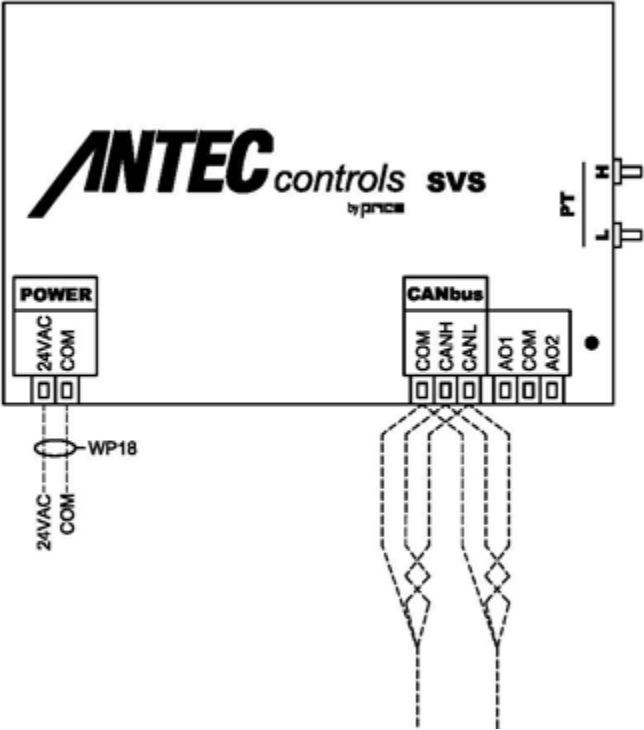 ANTEC controls SVS
by price
H
PT
L
POWER
24VAC
COM
CANbus
COM
CANH
CANL
AO1
COM
AO2
WP18
24VAC
COM